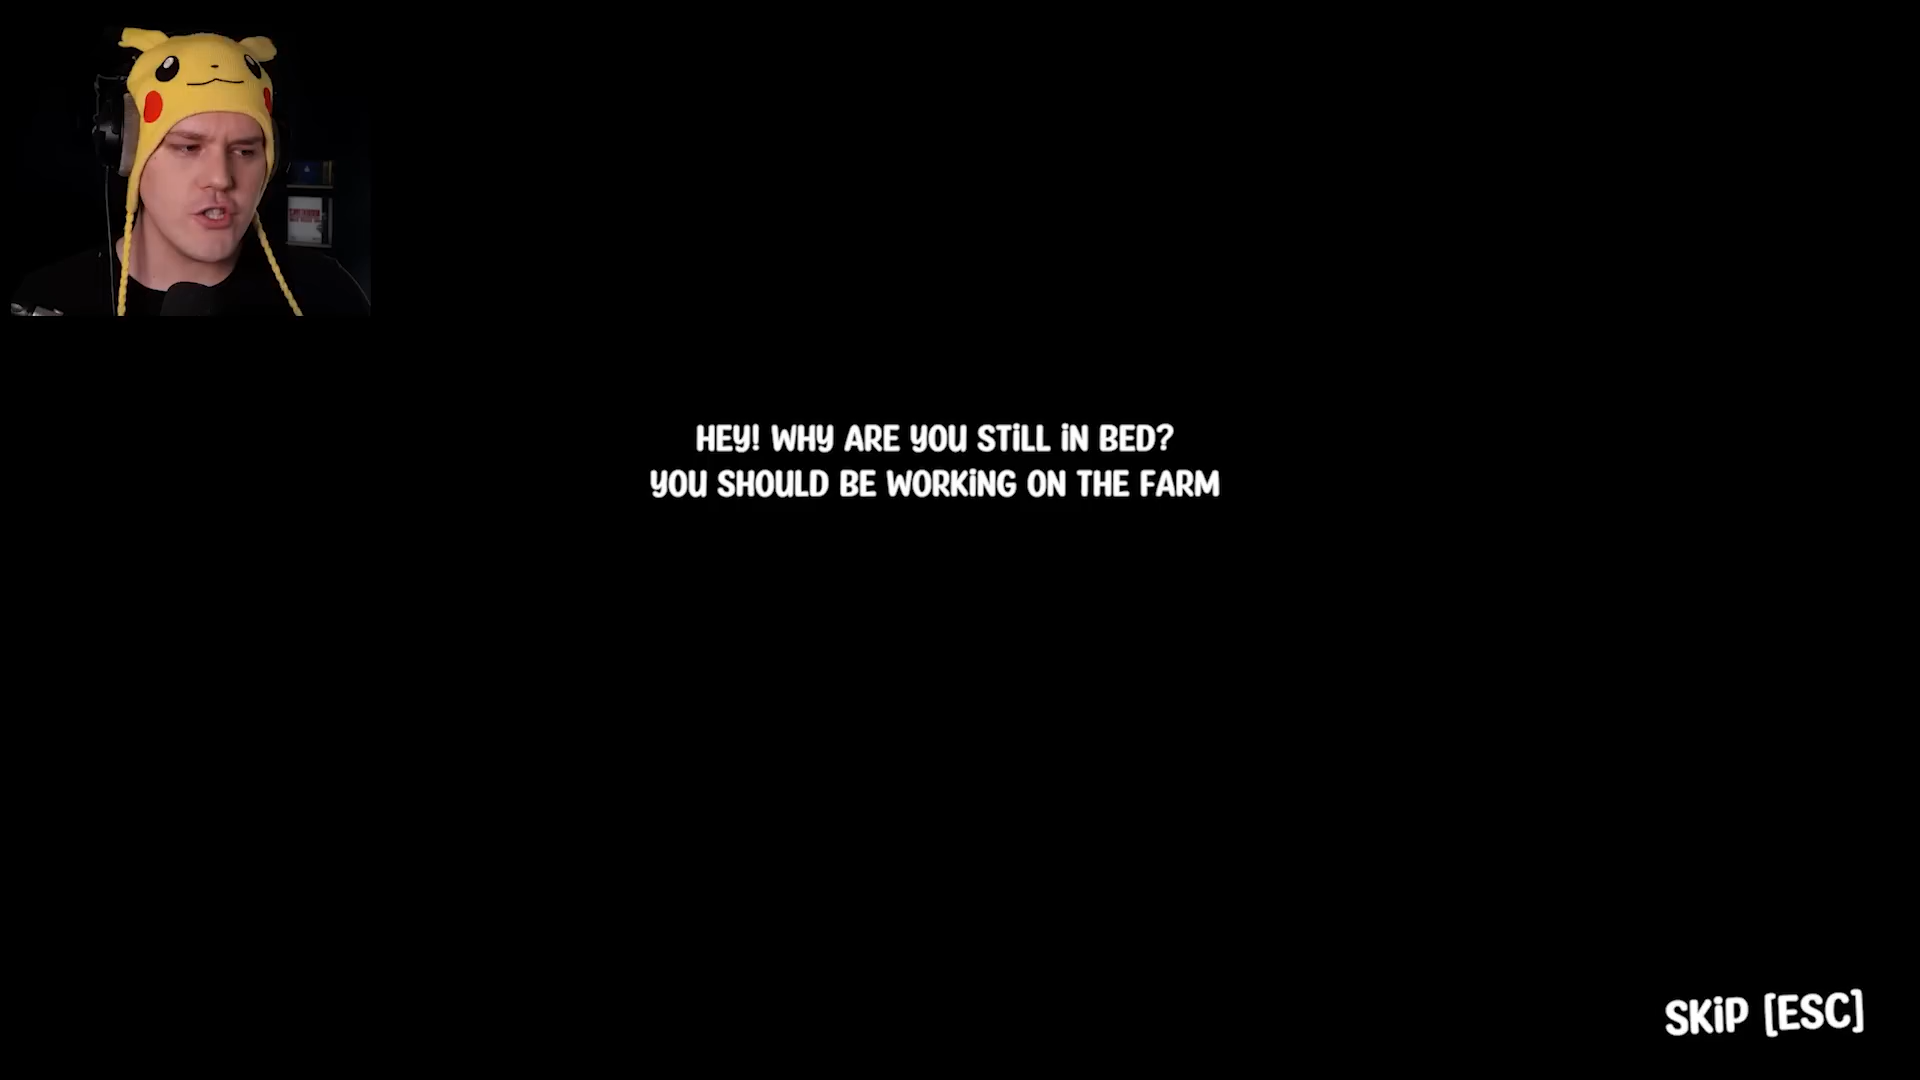 HEY! WHY ARE YOU STILL IN BED?
YOU SHOULD BE WORKING ON THE FARM
SKIP [ESC]